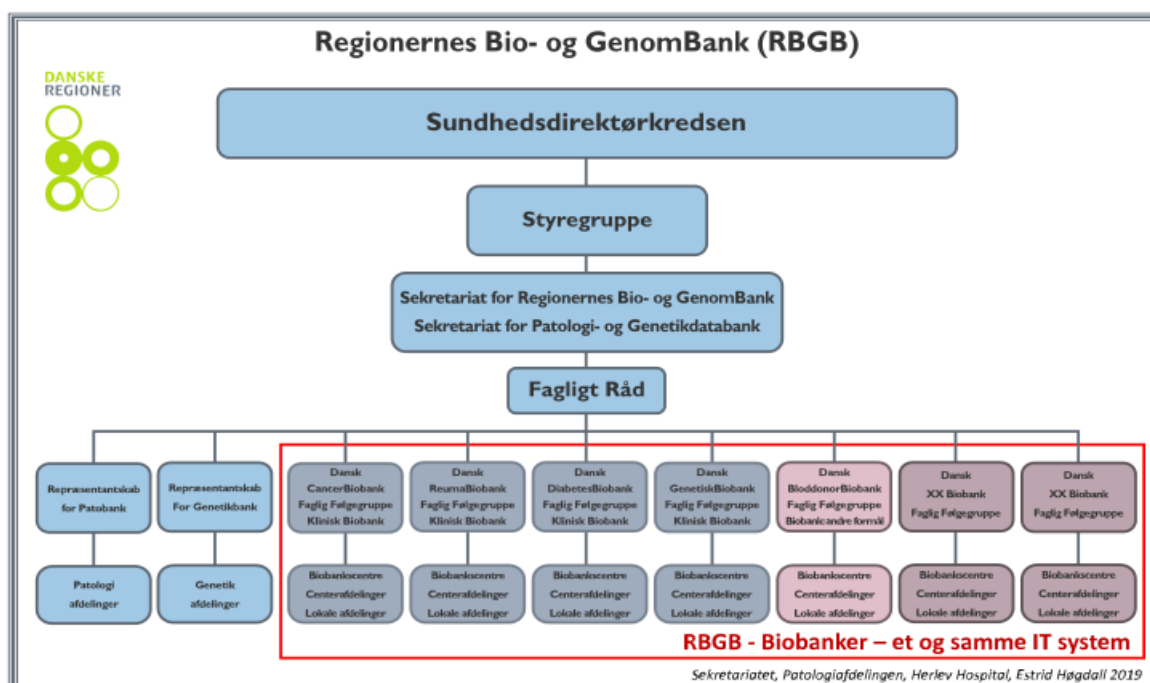 Regionernes Bio- og GenomBank (RBGB)
DANSKE
REGIONER
Sundhedsdirektørkredsen
Styregruppe
Sekretariat for Regionernes Bio- og GenomBank
Sekretariat for Patologi- og Genetikdatabank
Fagligt Råd
Repræsentantskab
for Patobank
Repræsentantskab
For Genetikbank
Dansk
CancerBiobank
Faglig Følgegruppe
Klinisk Biobank
Dansk
ReumaBiobank
Faglig Følgegruppe
Klinisk Biobank
Dansk
DiabetesBiobank
Faglig Følgegruppe
Klinisk Biobank
Dansk
GenetiskBiobank
Faglig Følgegruppe
Klinisk Biobank
Dansk
BloddonorBiobank
Faglig Følgegruppe
Biobank andre formål
Dansk
XX Biobank
Faglig Følgegruppe
Dansk
XX Biobank
Faglig Følgegruppe
Patologi
afdelinger
Genetik
afdelinger
Biobankscentre
Centerafdelinger
Lokale afdelinger
Biobankscentre
Centerafdelinger
Lokale afdelinger
Biobankscentre
Centerafdelinger
Lokale afdelinger
Biobankscentre
Centerafdelinger
Lokale afdelinger
Biobankscentre
Centerafdelinger
Lokale afdelinger
Biobankscentre
Centerafdelinger
Lokale afdelinger
Biobankscentre
Centerafdelinger
Lokale afdelinger
RBGB - Biobanker – et og samme IT system
Sekretariatet, Patologiafdelingen, Herlev Hospital, Estrid Høgdall 2019